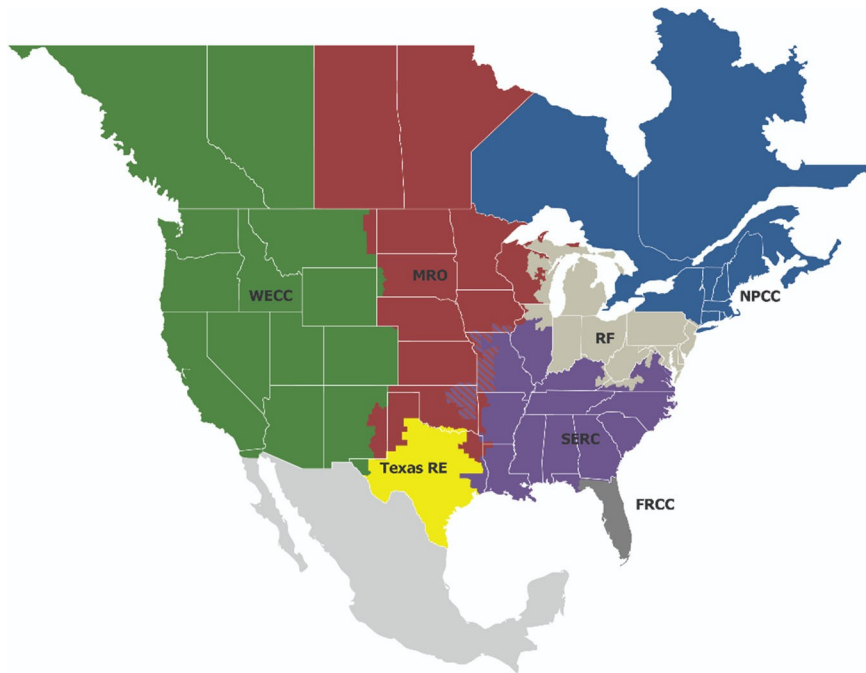 MRO
WECC
NPCC
RF
SERC
Texas RE
FRCC